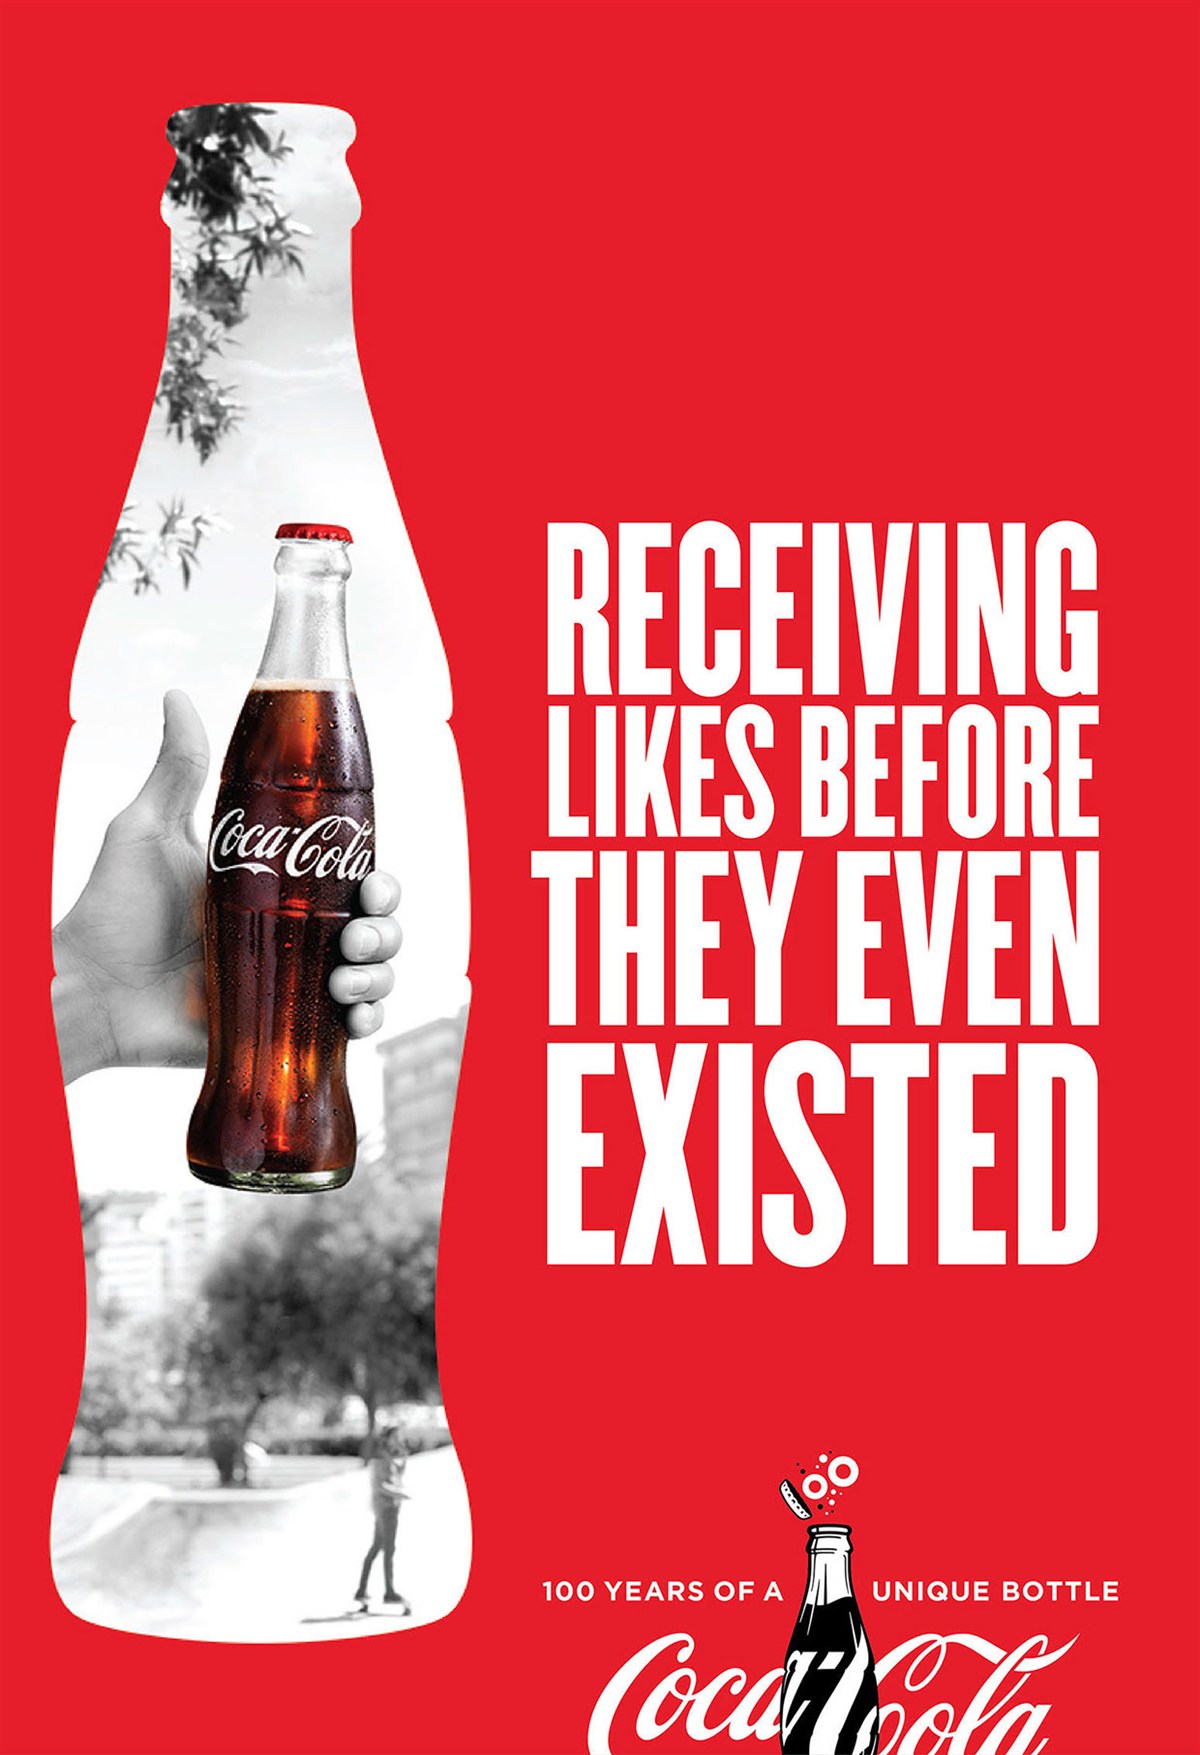 RECEIVING
LIKES BEFORE
THEY EVEN
EXISTED
Coca-Cola
100 YEARS OF A UNIQUE BOTTLE
Coca-Cola